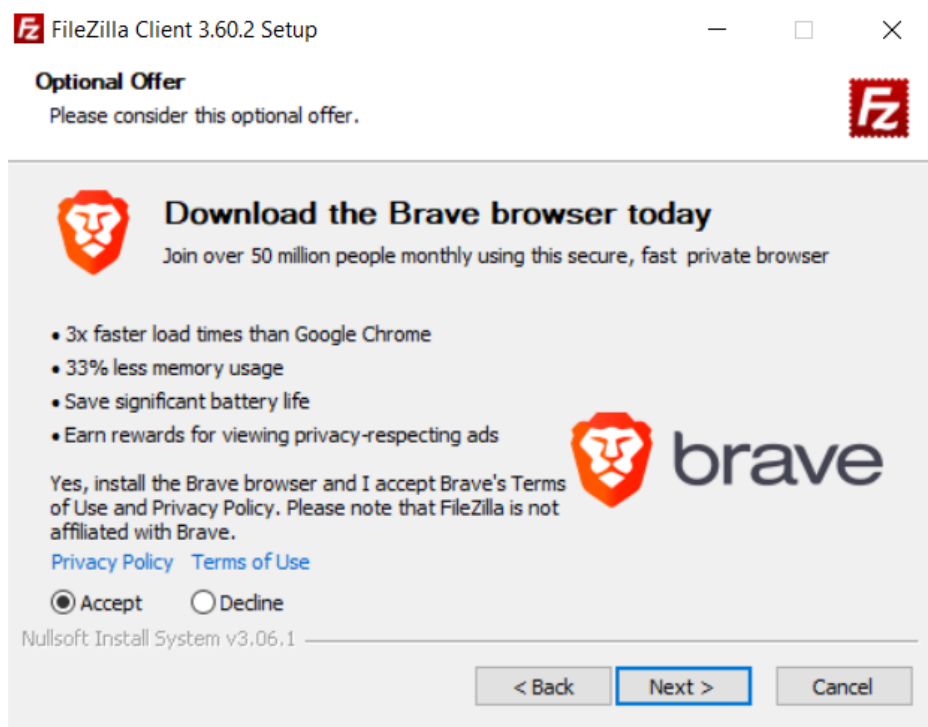 FileZilla Client 3.60.2 Setup
Optional Offer
Please consider this optional offer.
Fz
Download the Brave browser today
Join over 50 million people monthly using this secure, fast private browser
• 3x faster load times than Google Chrome
• 33% less memory usage
• Save significant battery life
• Earn rewards for viewing privacy-respecting ads
brave
Yes, install the Brave browser and I accept Brave's Terms
of Use and Privacy Policy. Please note that FileZilla is not
affiliated with Brave.
Privacy Policy Terms of Use
Accept Decline
Nullsoft Install System v3.06.1
< Back Next > Cancel